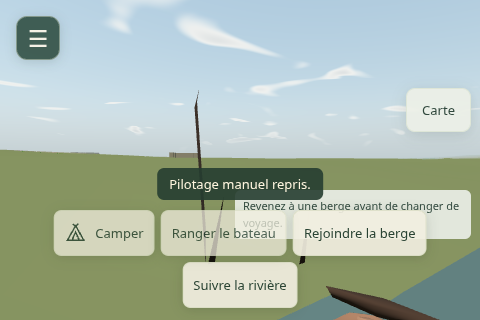 Carte
Pilotage manuel repris.
Revenez à une berge avant de changer de
voyage.
Camper
Ranger le bateau
Rejoindre la berge
Suivre la rivière